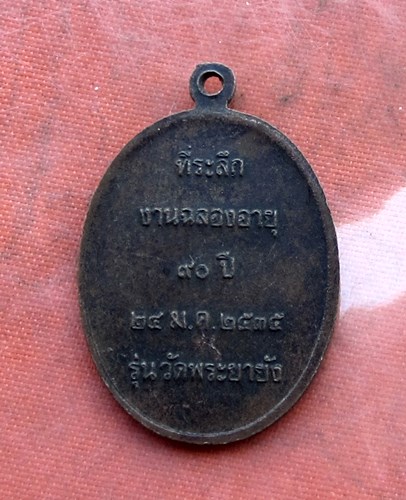 ที่ระลึก
งานฉลองอายุ
๙๐ ปี
๒๔ ม.ค.๒๕๓๕
รุ่นวัดพระยายัง